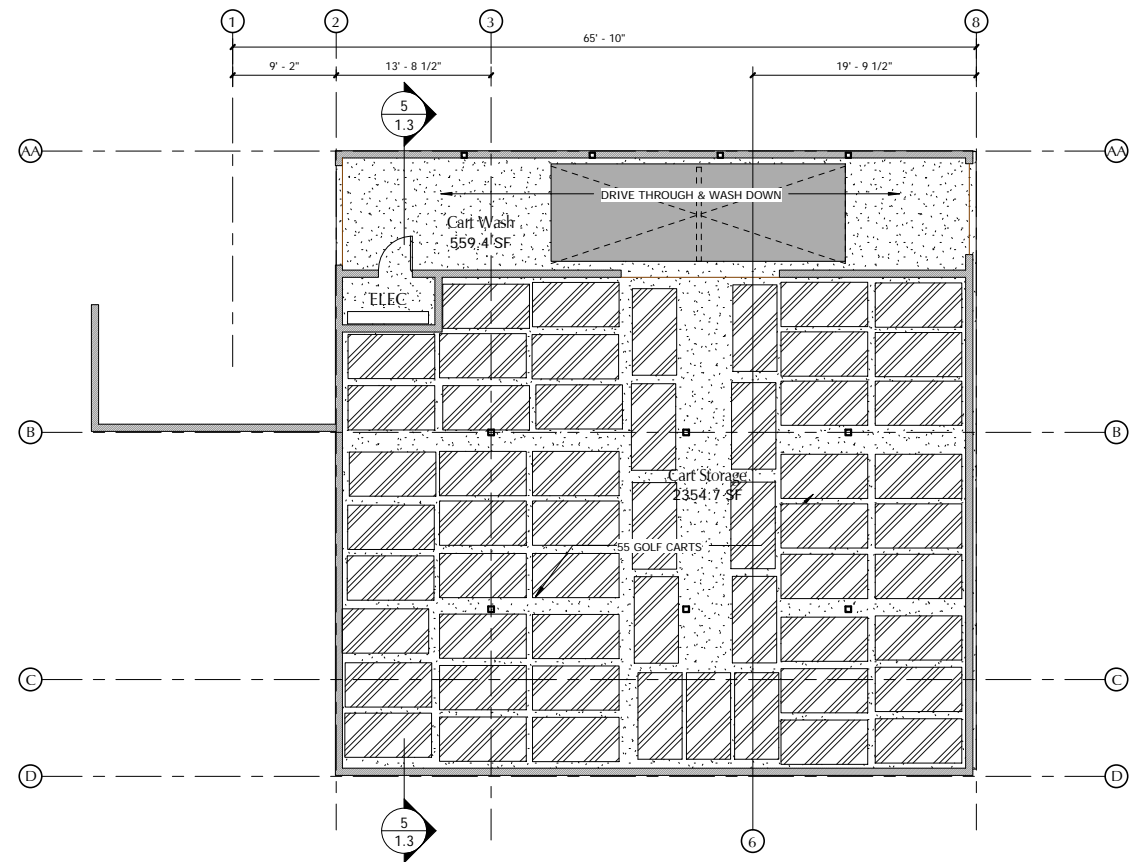 1
2
3
8
65' - 10"
9' - 2"
13' - 8 1/2"
19' - 9 1/2"
5
1.3
AA
AA
DRIVE THROUGH & WASH DOWN
Cart Wash
559.4 SF
ELEC
B
B
Cart Storage
2354.7 SF
55 GOLF CARTS
C
C
D
D
5
1.3
6